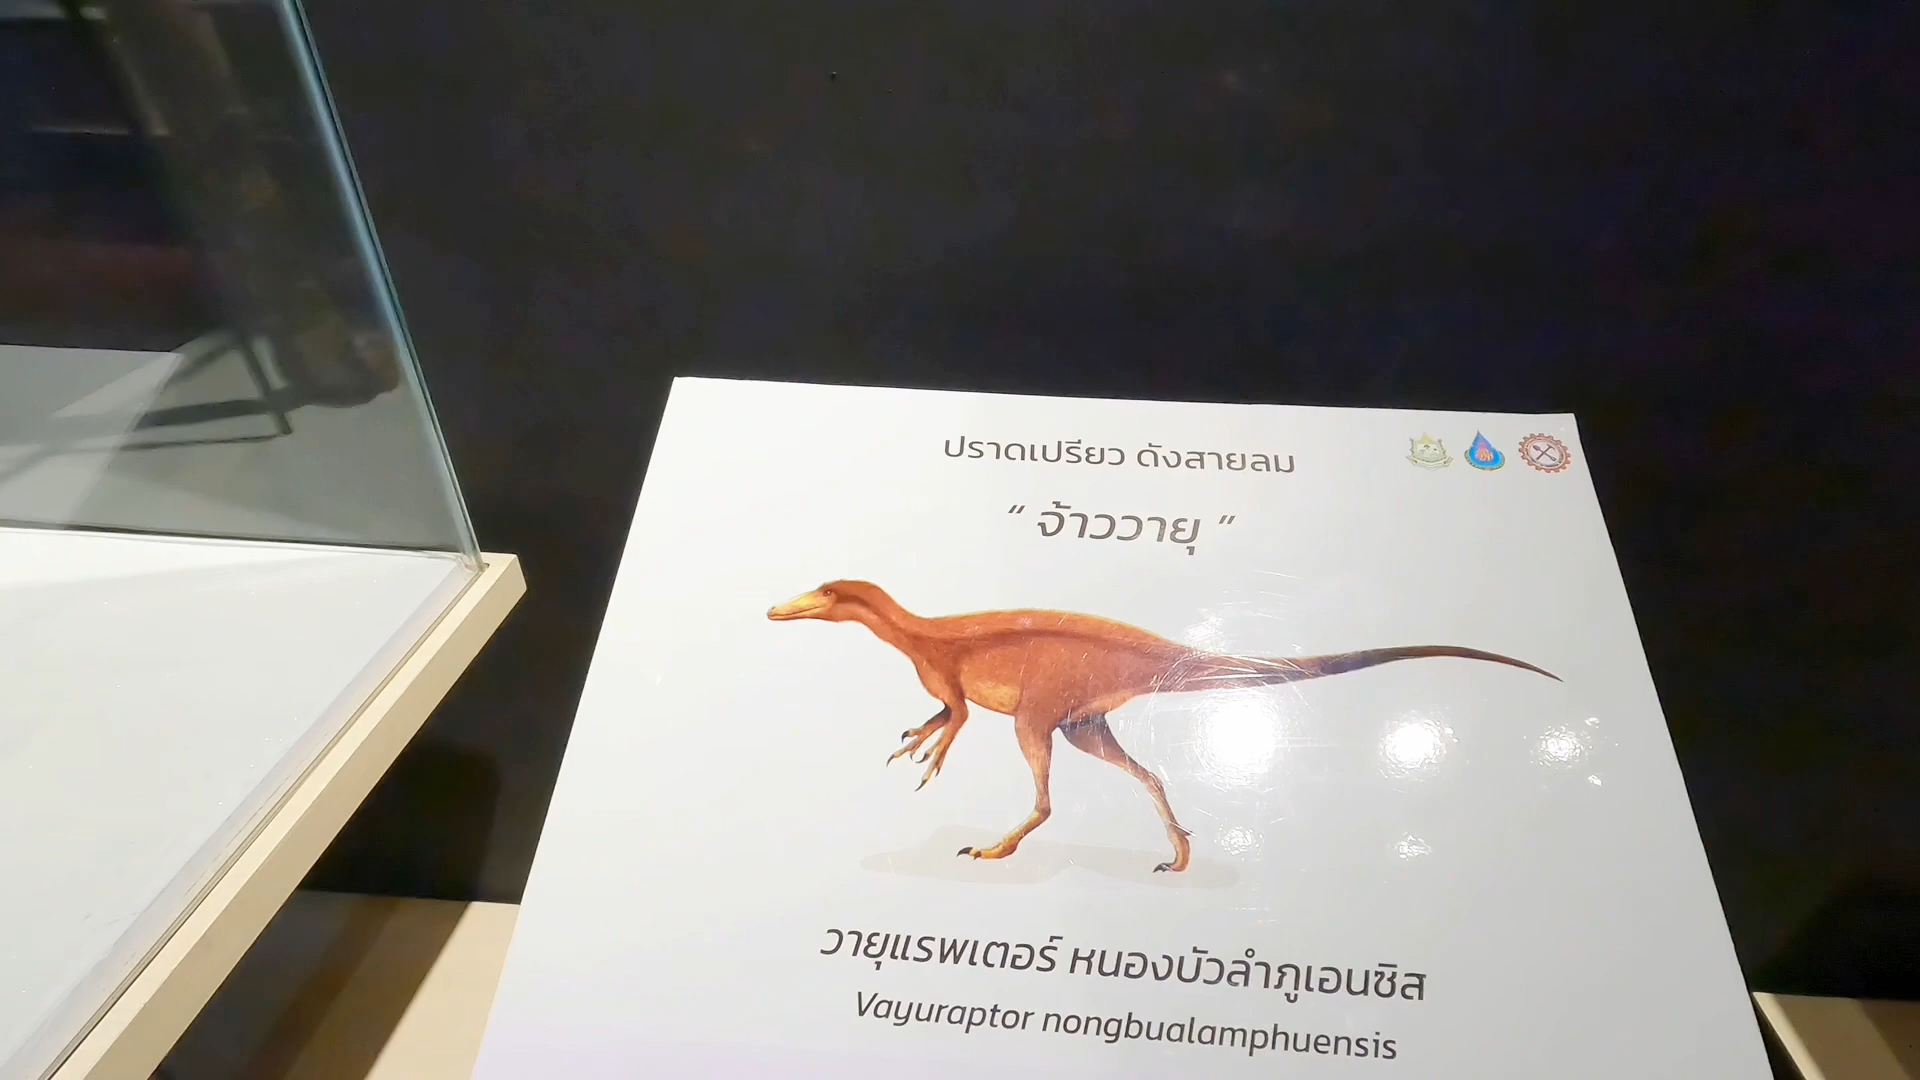 ปราดเปรียว ดังสายลม
“ จ้าววายุ ”
วายุแรพเตอร์ หนองบัวลำภูเอนซิส
Vayuraptor nongbualamphuensis